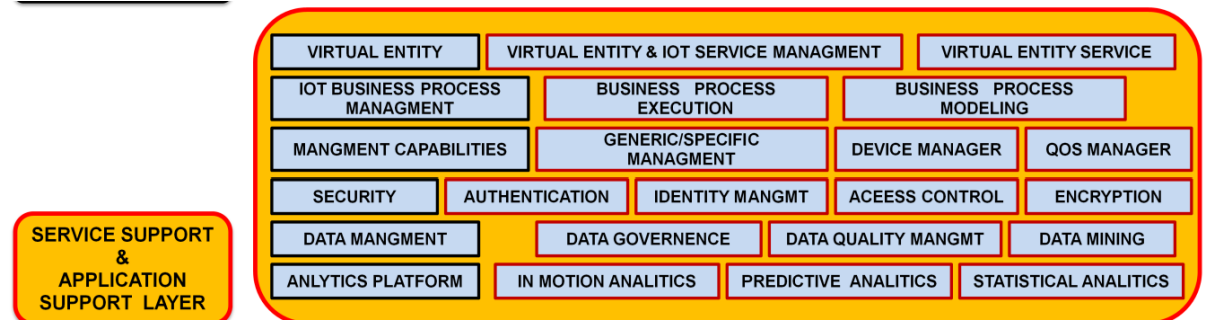 VIRTUAL ENTITY
VIRTUAL ENTITY & IOT SERVICE MANAGMENT
VIRTUAL ENTITY SERVICE
IOT BUSINESS PROCESS
MANAGMENT
BUSINESS PROCESS
EXECUTION
BUSINESS PROCESS
MODELING
MANGMENT CAPABILITIES
GENERIC/SPECIFIC
MANAGMENT
DEVICE MANAGER
QOS MANAGER
SECURITY
AUTHENTICATION
IDENTITY MANGMT
ACEESS CONTROL
ENCRYPTION
SERVICE SUPPORT
&
APPLICATION
SUPPORT LAYER
DATA MANGMENT
DATA GOVERNENCE
DATA QUALITY MANGMT
DATA MINING
ANLYTICS PLATFORM
IN MOTION ANALITICS
PREDICTIVE ANALITICS
STATISTICAL ANALITICS